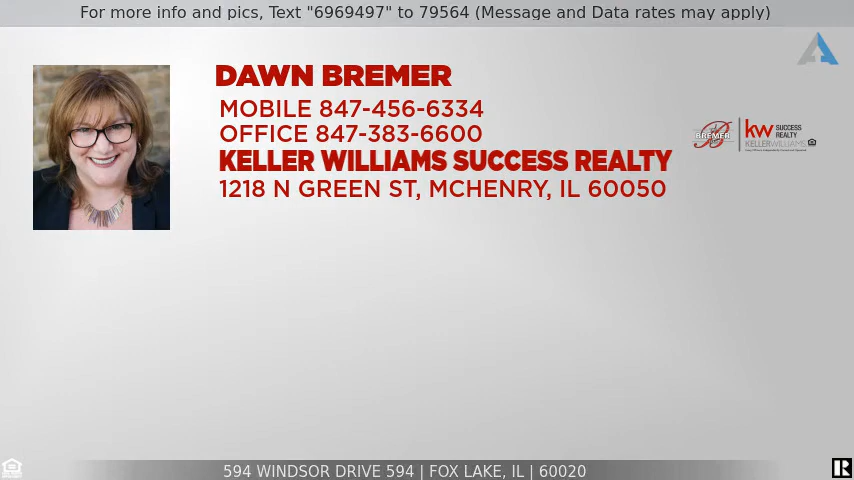 For more info and pics, Text "6969497" to 79564 (Message and Data rates may apply)
DAWN BREMER
MOBILE 847-456-6334
OFFICE 847-383-6600
KELLER WILLIAMS SUCCESS REALTY
1218 N GREEN ST, MCHENRY, IL 60050
BREMER
kw SUCCESS
REALTY
KELLERWILLIAMS
594 WINDSOR DRIVE 594 | FOX LAKE, IL | 60020